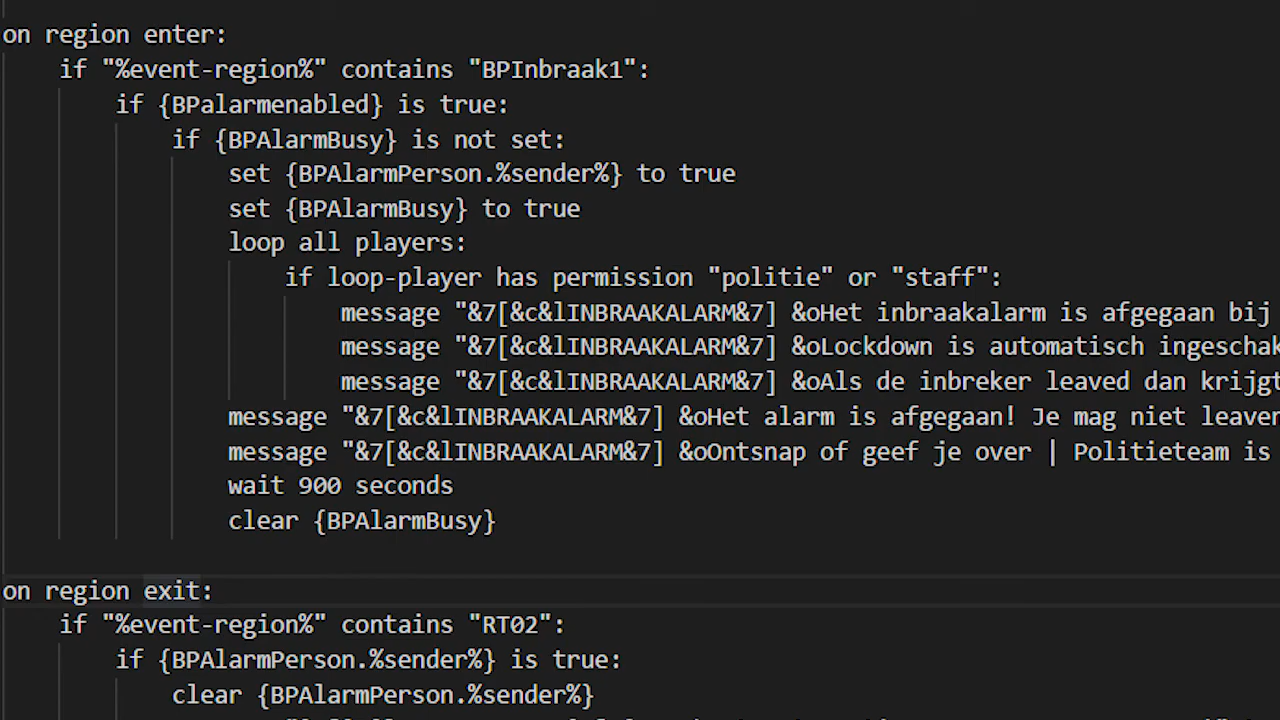 on region enter:
if "%event-region%" contains "BPInbraak1":
if {BPalarmenabled} is true:
if {BPAlarmBusy} is not set:
set {BPAlarmPerson.%sender%} to true
set {BPAlarmBusy} to true
loop all players:
if loop-player has permission "politie" or "staff":
message "&7[&c&lINBRAAKALARM&7] &oHet inbraakalarm is afgegaan bij
message "&7[&c&lINBRAAKALARM&7] &oLockdown is automatisch ingeschak
message "&7[&c&lINBRAAKALARM&7] &oAls de inbreker leaved dan krijgt
message "&7[&c&lINBRAAKALARM&7] &oHet alarm is afgegaan! Je mag niet leaven
message "&7[&c&lINBRAAKALARM&7] &oOntsnap of geef je over | Politieteam is
wait 900 seconds
clear {BPAlarmBusy}
on region exit:
if "%event-region%" contains "RT02":
if {BPAlarmPerson.%sender%} is true:
clear {BPAlarmPerson.%sender%}